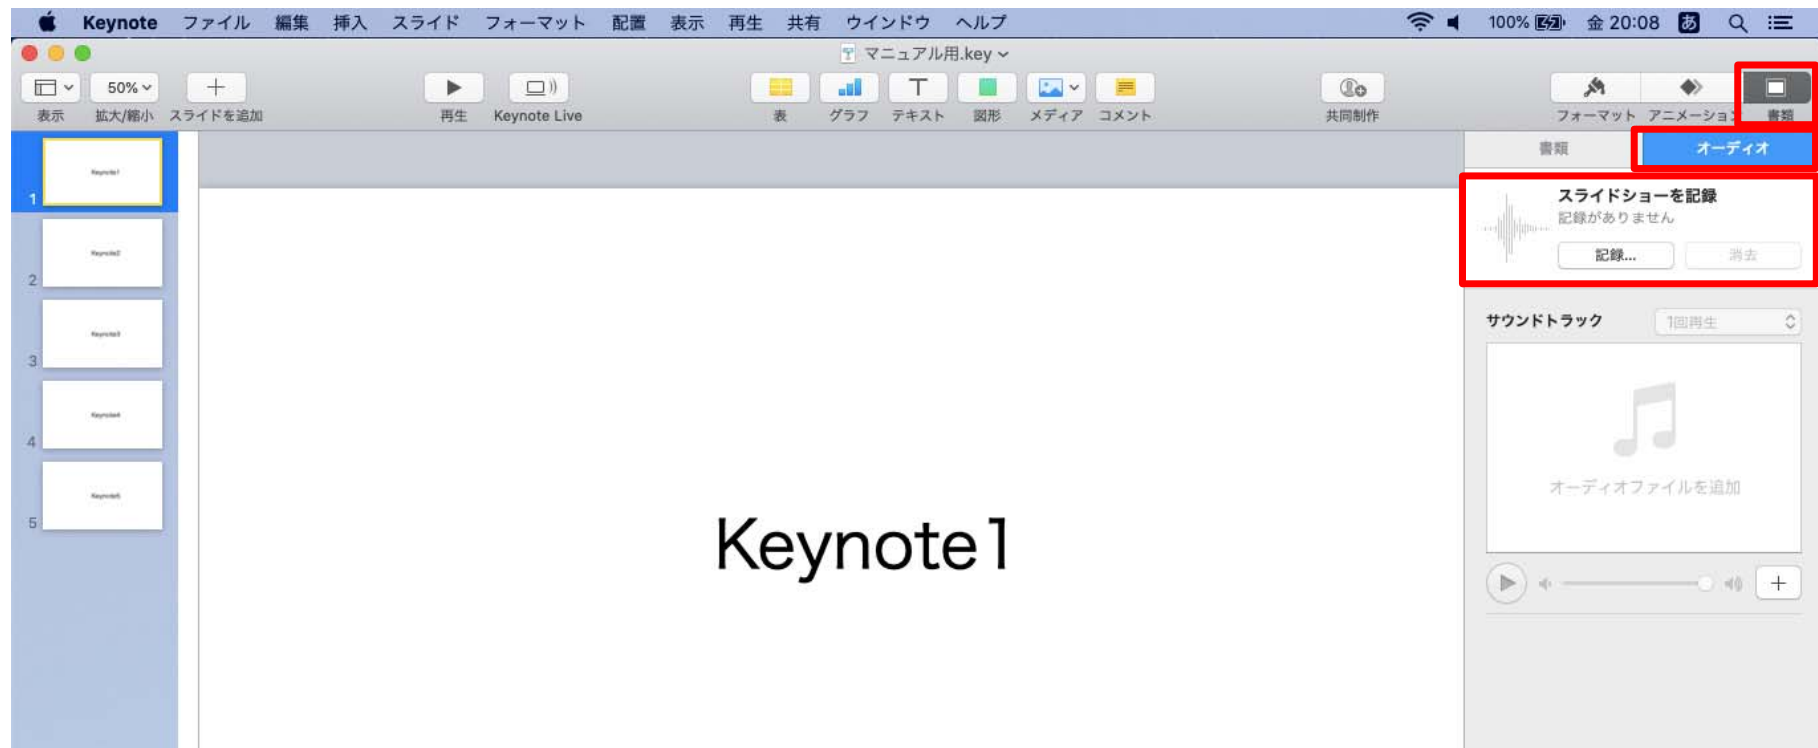 Keynote ファイル 編集 挿入 スライド フォーマット 配置 表示 再生 共有 ウインドウ ヘルプ 100% 金 20:08 あ
マニュアル用.key
50%
表示 拡大/縮小 スライドを追加 再生 Keynote Live 表 グラフ テキスト 図形 メディア コメント 共同制作 フォーマット アニメーション 書類
書類 オーディオ
スライドショーを記録
記録がありません
記録... 消去
サウンドトラック 1回再生
オーディオファイルを追加
Keynote1
1
Keynote2
2
Keynote3
3
Keynote4
4
Keynote5
5
Keynote1